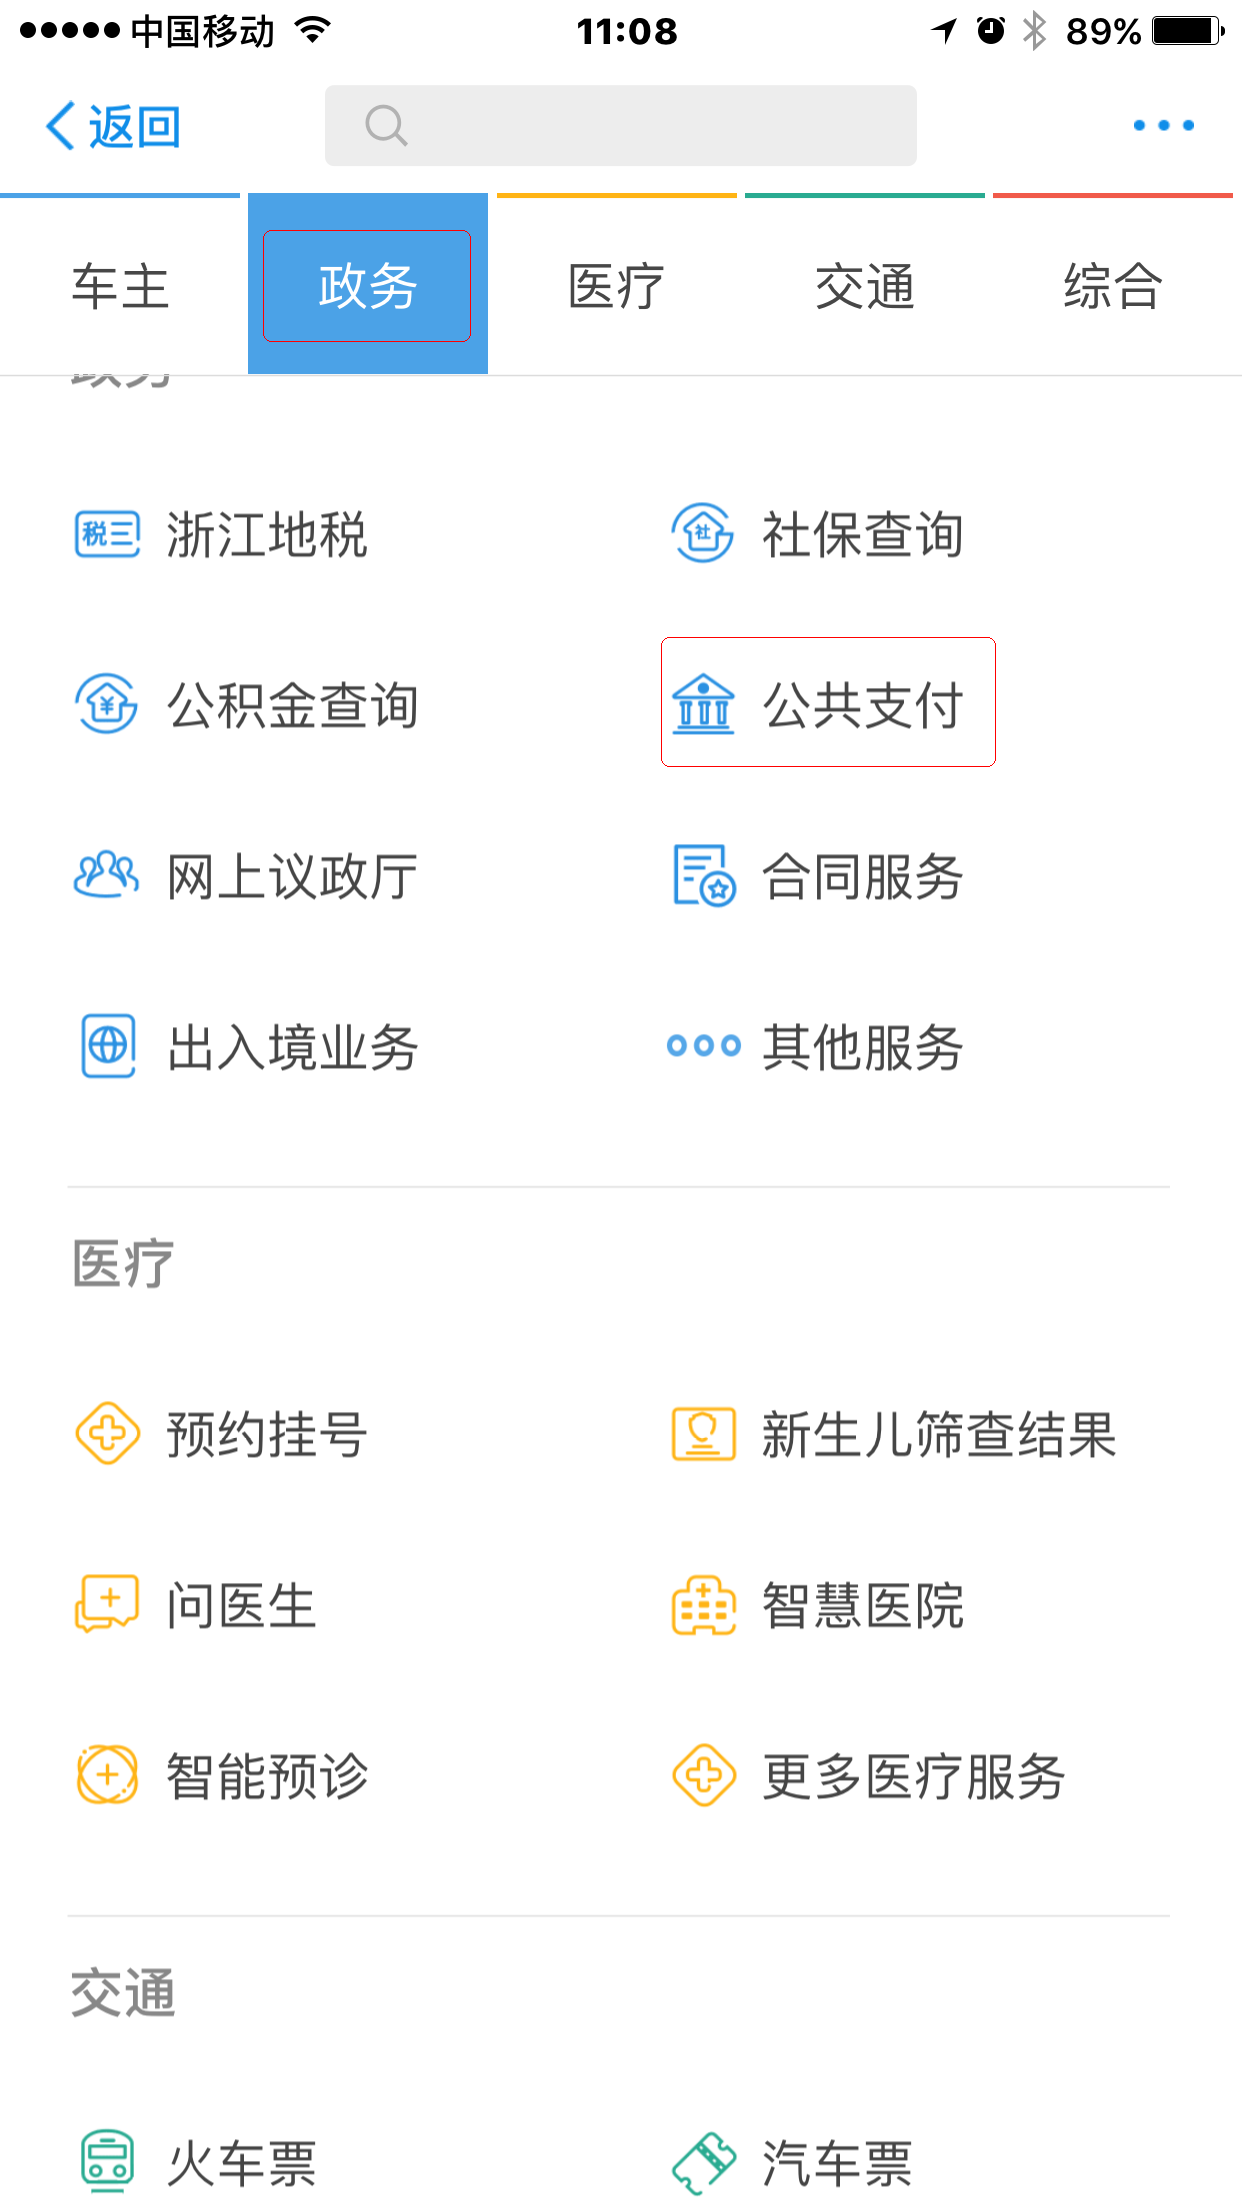 中国移动 11:08 89%
返回
车主 政务 医疗 交通 综合
政务
税 浙江地税 社 社保查询
¥ 公积金查询 公共支付
网上议政厅 合同服务
出入境业务 其他服务
医疗
预约挂号 新生儿筛查结果
问医生 智慧医院
智能预诊 更多医疗服务
交通
火车票 汽车票